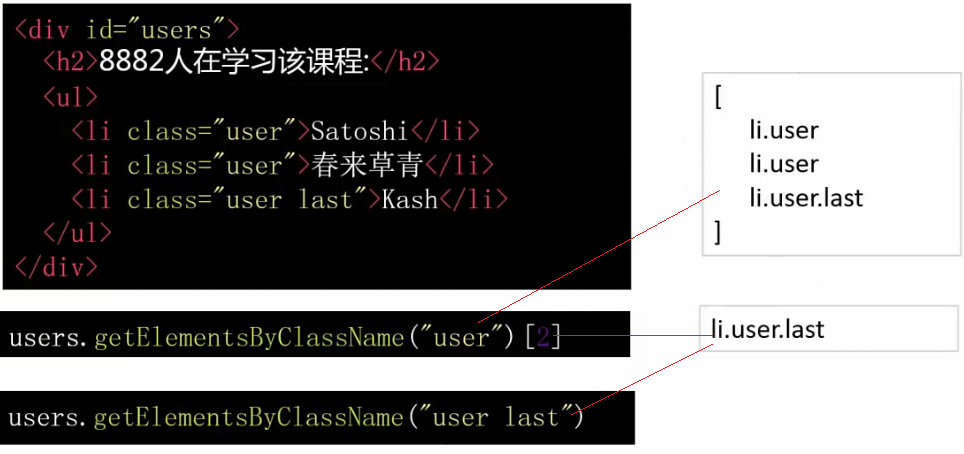 <div id="users">
<h2>8882人在学习该课程:</h2>
<ul>
<li class="user">Satoshi</li>
<li class="user">春来草青</li>
<li class="user last">Kash</li>
</ul>
</div>
[
li.user
li.user
li.user.last
]
users.getElementsByClassName("user")[2]
li.user.last
users.getElementsByClassName("user last")